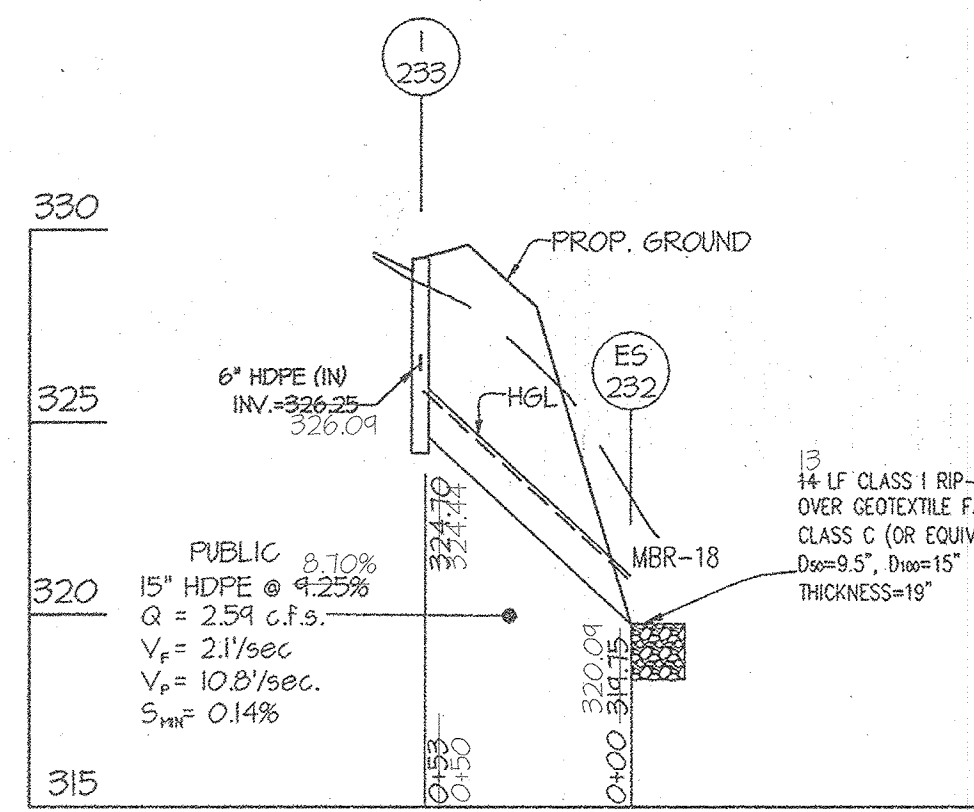 I
233
330
PROP. GROUND
6" HDPE (IN)
INV.=326.25
326.09
325
HGL
ES
232
324.70
324.44
13
14 LF CLASS I RIP-
OVER GEOTEXTILE F
CLASS C (OR EQUIV
D50=9.5", D100=15"
THICKNESS=19"
MBR-18
PUBLIC
8.70%
15" HDPE @ 9.25%
Q = 2.59 c.f.s.
VF= 2.1'/sec
VP= 10.8'/sec.
SMIN= 0.14%
320
320.09
319.75
0+53
0+50
0+00
315